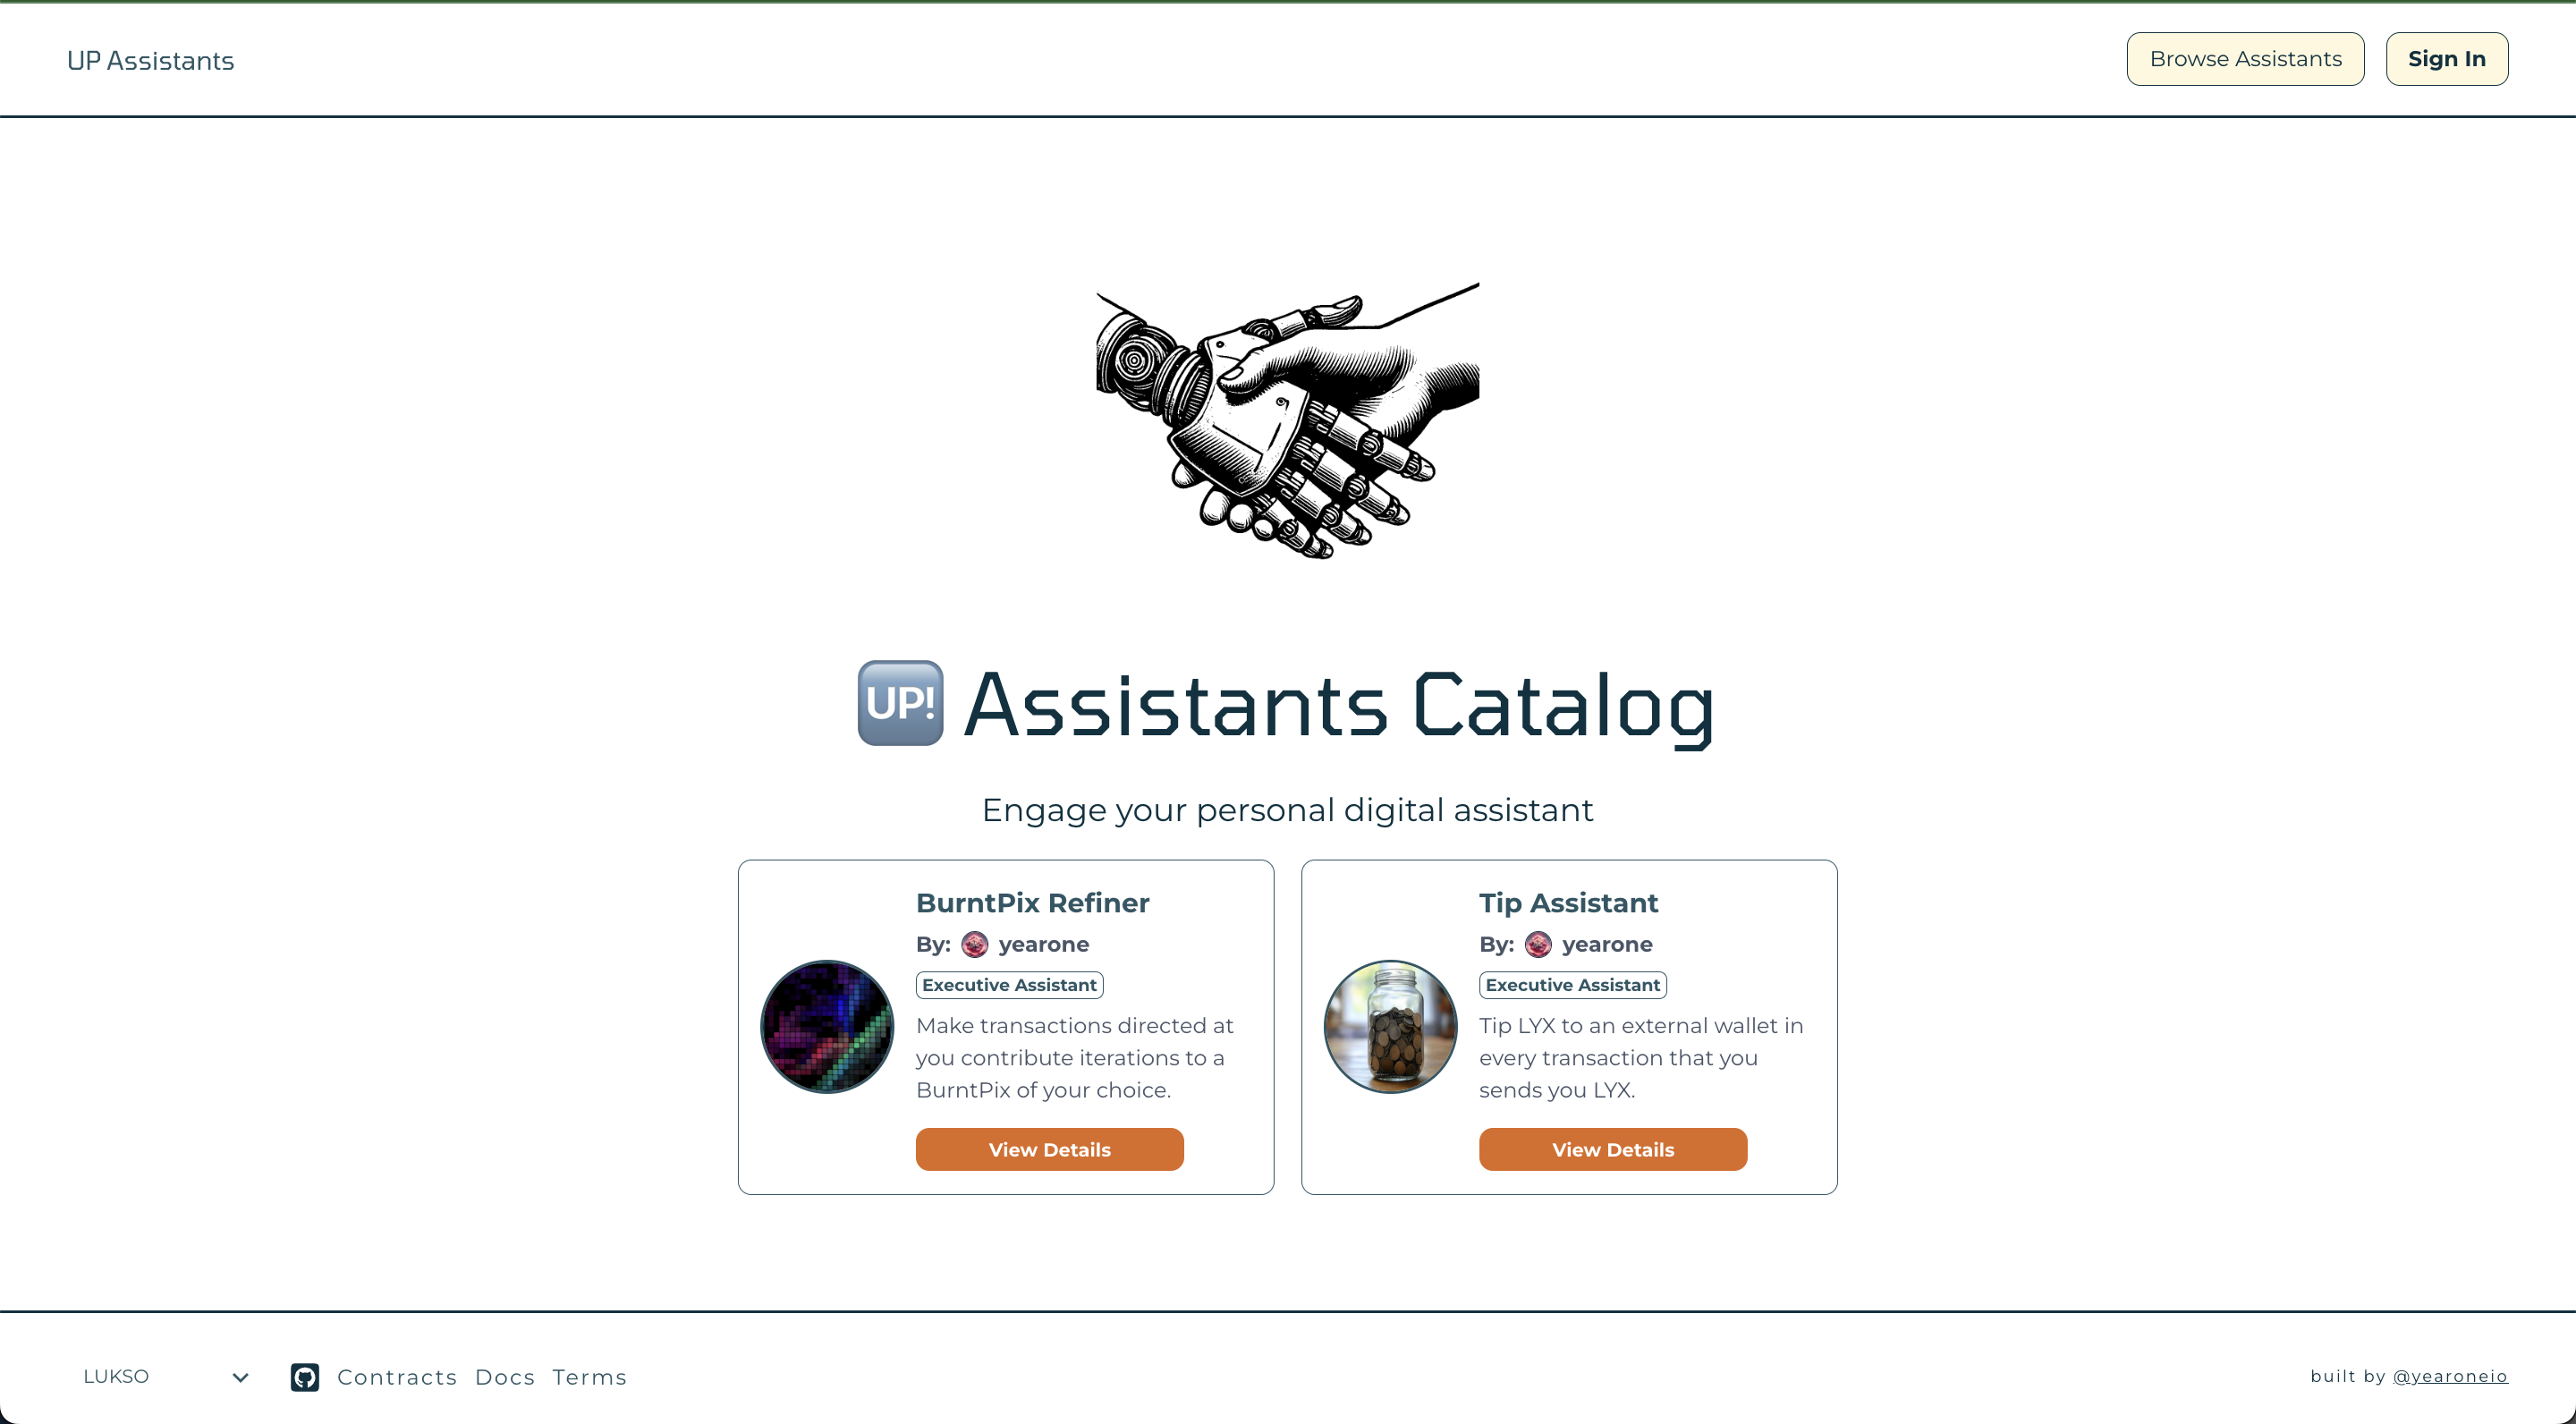 UP Assistants
Browse Assistants
Sign In
UP! Assistants Catalog
Engage your personal digital assistant
BurntPix Refiner
By: yearone
Executive Assistant
Make transactions directed at
you contribute iterations to a
BurntPix of your choice.
View Details
Tip Assistant
By: yearone
Executive Assistant
Tip LYX to an external wallet in
every transaction that you
sends you LYX.
View Details
LUKSO
Contracts Docs Terms
built by @yearoneio